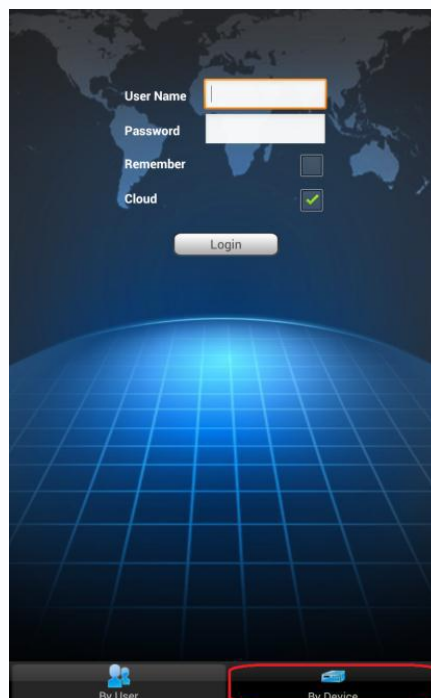 User Name
Password
Remember
Cloud
Login
By User
By Device